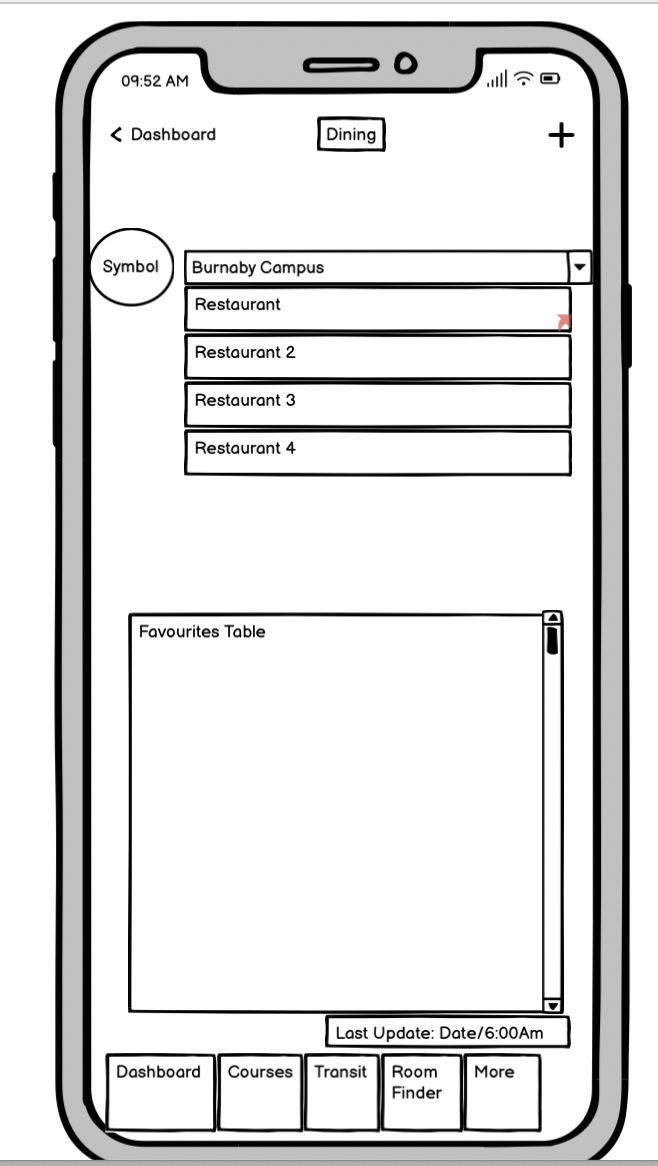 09:52 AM
Dashboard
Dining
Symbol
Burnaby Campus
Restaurant
Restaurant 2
Restaurant 3
Restaurant 4
Favourites Table
Last Update: Date/6:00Am
Dashboard
Courses
Transit
Room
Finder
More